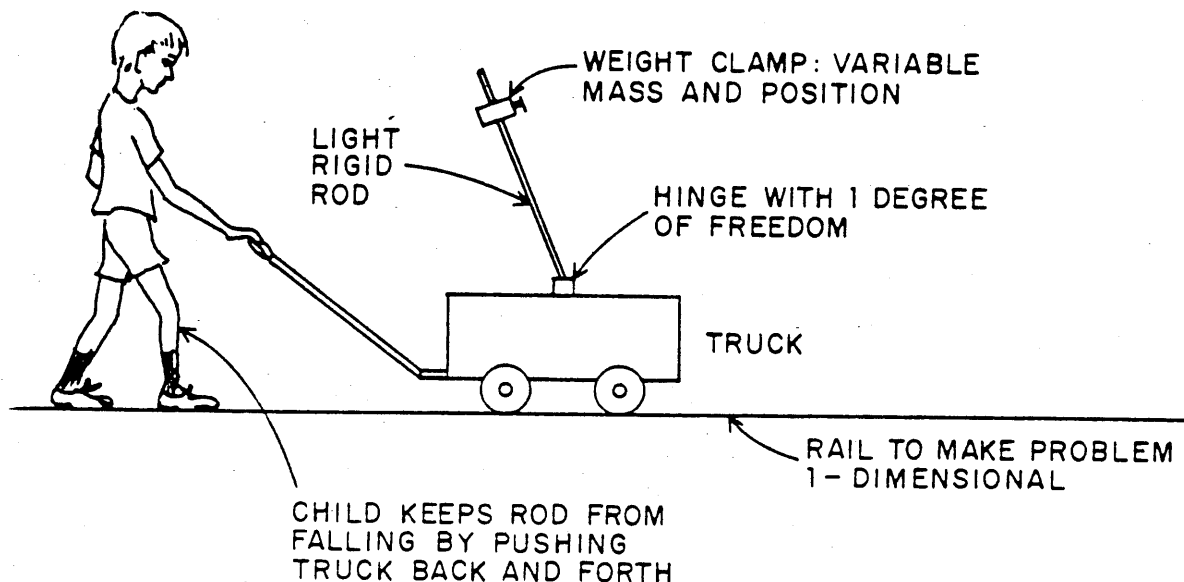 WEIGHT CLAMP: VARIABLE
MASS AND POSITION
LIGHT
RIGID
ROD
HINGE WITH 1 DEGREE
OF FREEDOM
TRUCK
RAIL TO MAKE PROBLEM
1-DIMENSIONAL
CHILD KEEPS ROD FROM
FALLING BY PUSHING
TRUCK BACK AND FORTH